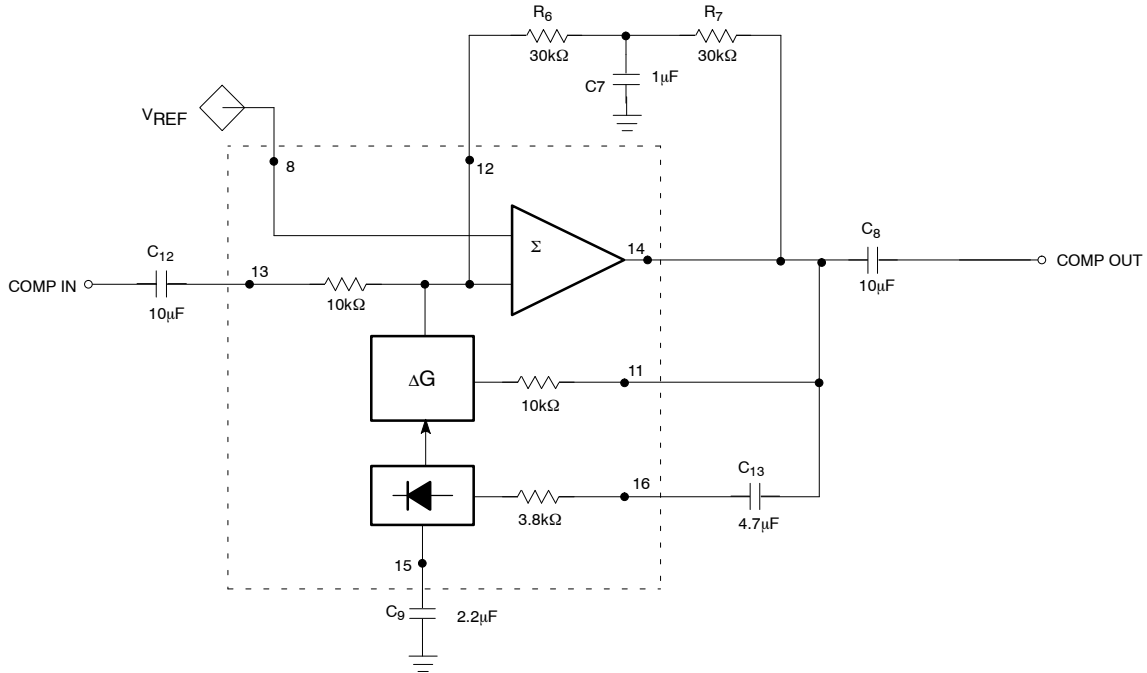 R6
R7
30kΩ
30kΩ
C7
1μF
VREF
8
12
Σ
14
C8
COMP OUT
10μF
C12
13
COMP IN
10μF
10kΩ
ΔG
11
10kΩ
C13
16
3.8kΩ
4.7μF
15
C9
2.2μF